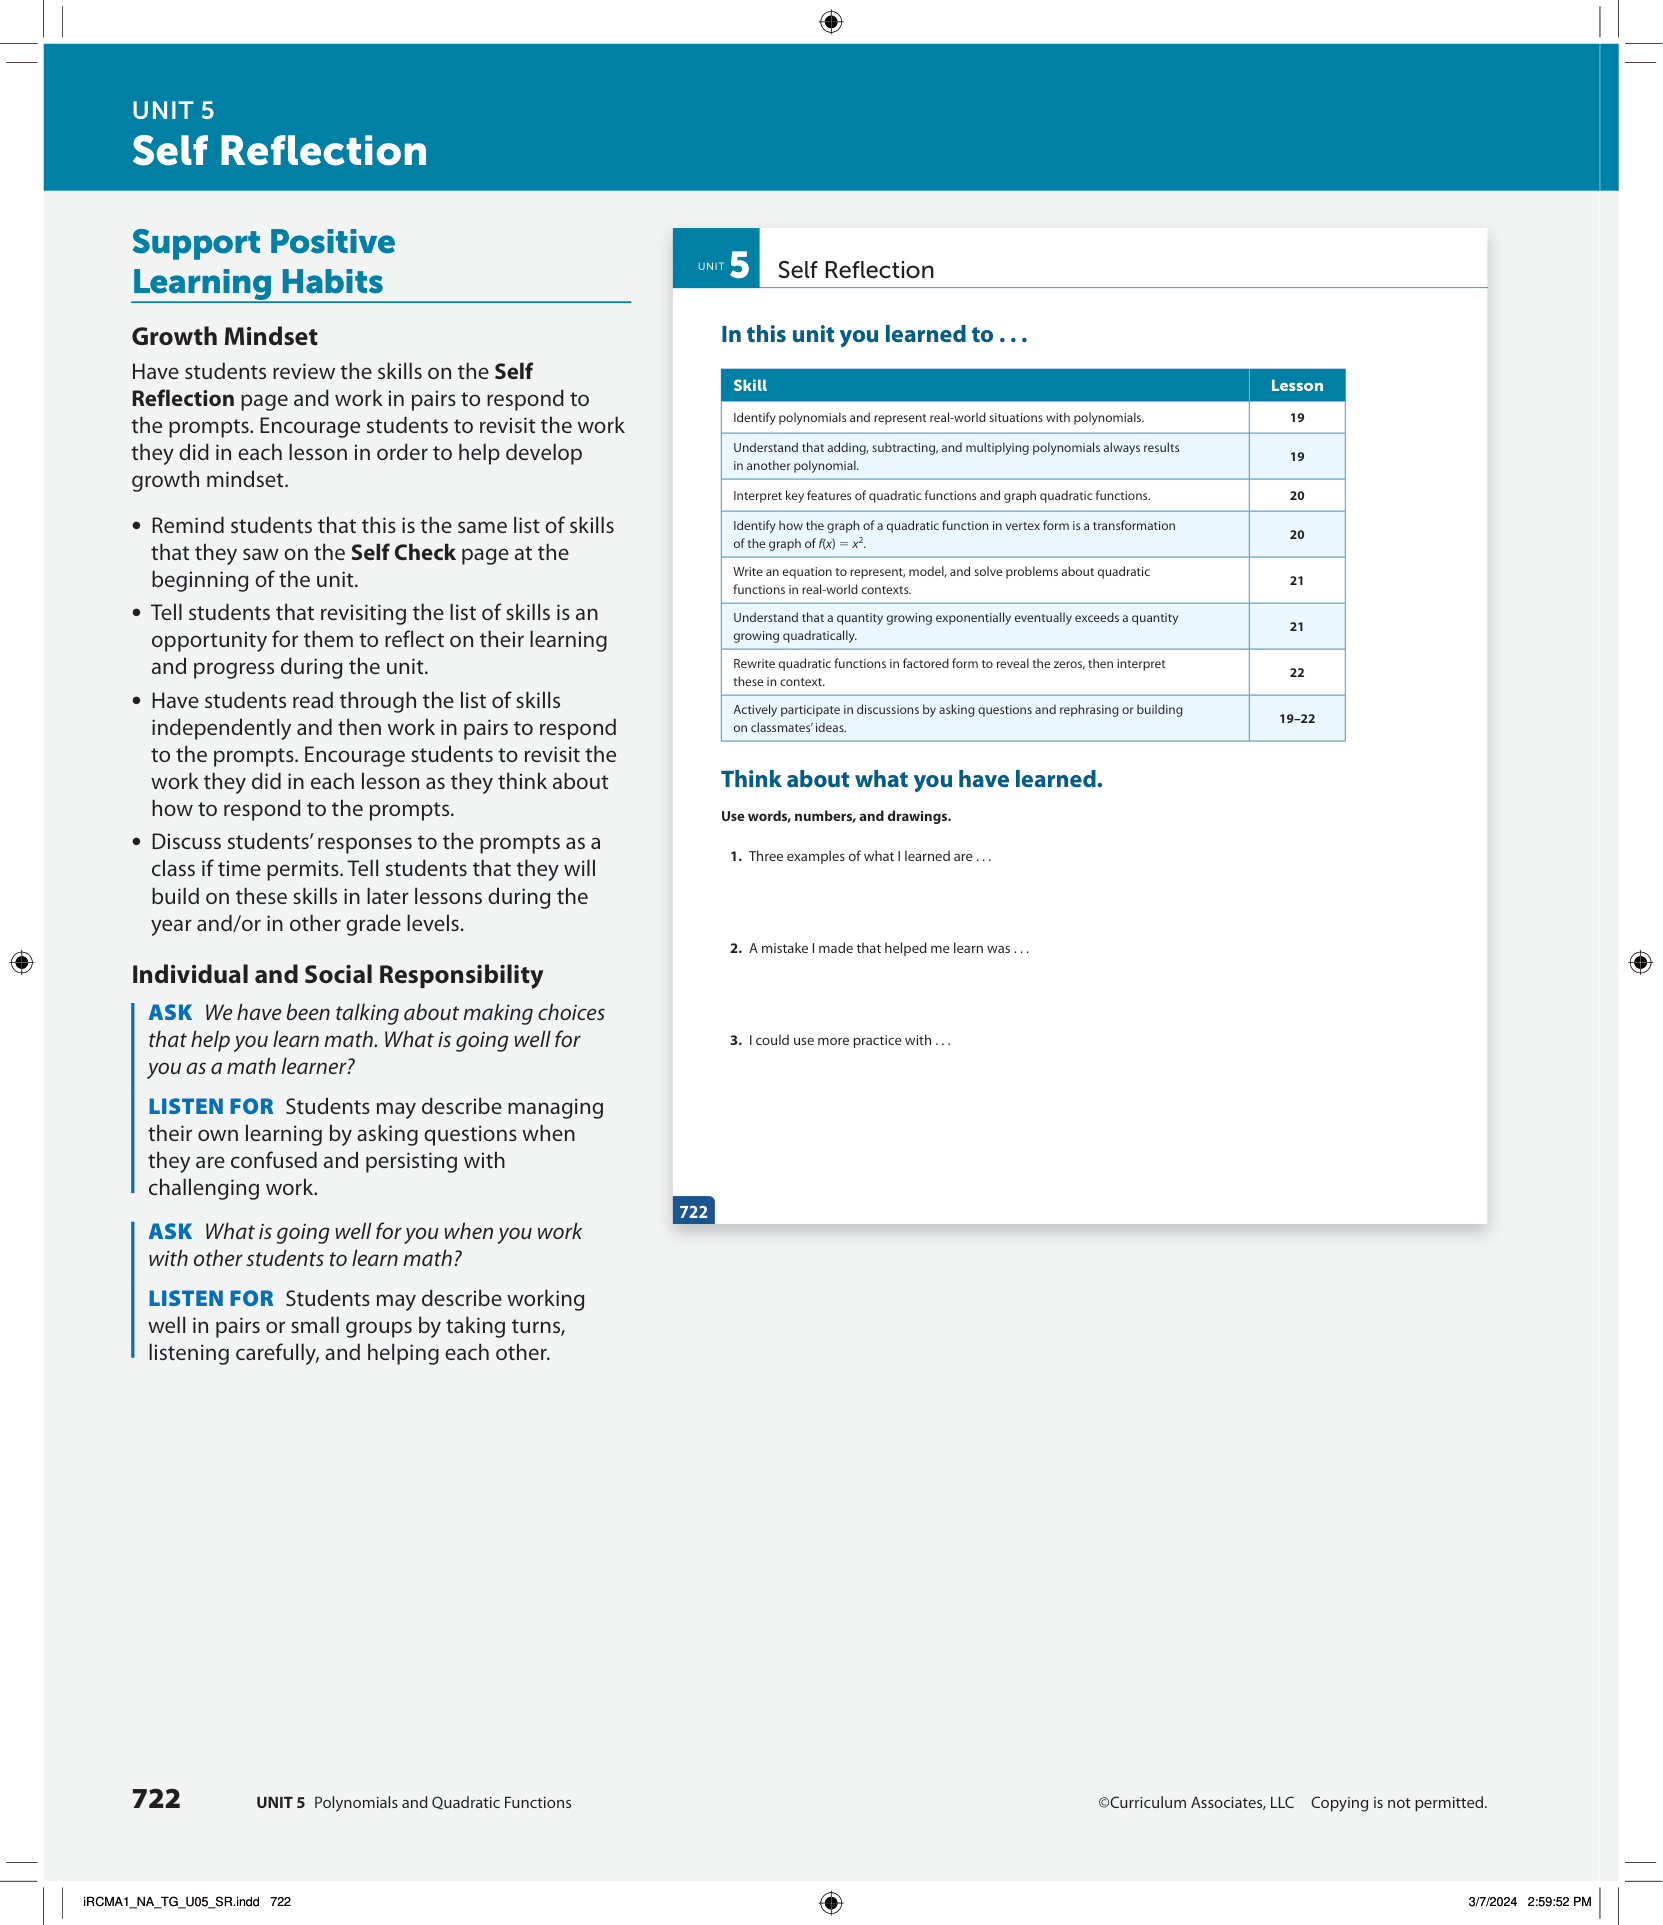 UNIT 5
Self Reflection
Support Positive
Learning Habits
Growth Mindset
Have students review the skills on the Self
Reflection page and work in pairs to respond to
the prompts. Encourage students to revisit the work
they did in each lesson in order to help develop
growth mindset.
• Remind students that this is the same list of skills
that they saw on the Self Check page at the
beginning of the unit.
• Tell students that revisiting the list of skills is an
opportunity for them to reflect on their learning
and progress during the unit.
• Have students read through the list of skills
independently and then work in pairs to respond
to the prompts. Encourage students to revisit the
work they did in each lesson as they think about
how to respond to the prompts.
• Discuss students’ responses to the prompts as a
class if time permits. Tell students that they will
build on these skills in later lessons during the
year and/or in other grade levels.
Individual and Social Responsibility
ASK We have been talking about making choices
that help you learn math. What is going well for
you as a math learner?
LISTEN FOR Students may describe managing
their own learning by asking questions when
they are confused and persisting with
challenging work.
ASK What is going well for you when you work
with other students to learn math?
LISTEN FOR Students may describe working
well in pairs or small groups by taking turns,
listening carefully, and helping each other.
UNIT 5 Self Reflection
In this unit you learned to . . .
Skill Lesson
Identify polynomials and represent real-world situations with polynomials. 19
Understand that adding, subtracting, and multiplying polynomials always results
in another polynomial. 19
Interpret key features of quadratic functions and graph quadratic functions. 20
Identify how the graph of a quadratic function in vertex form is a transformation
of the graph of f(x) = x². 20
Write an equation to represent, model, and solve problems about quadratic
functions in real-world contexts. 21
Understand that a quantity growing exponentially eventually exceeds a quantity
growing quadratically. 21
Rewrite quadratic functions in factored form to reveal the zeros, then interpret
these in context. 22
Actively participate in discussions by asking questions and rephrasing or building
on classmates’ ideas. 19–22
Think about what you have learned.
Use words, numbers, and drawings.
1. Three examples of what I learned are . . .
2. A mistake I made that helped me learn was . . .
3. I could use more practice with . . .
722
722 UNIT 5 Polynomials and Quadratic Functions ©Curriculum Associates, LLC Copying is not permitted.
iRCMA1_NA_TG_U05_SR.indd 722 3/7/2024 2:59:52 PM